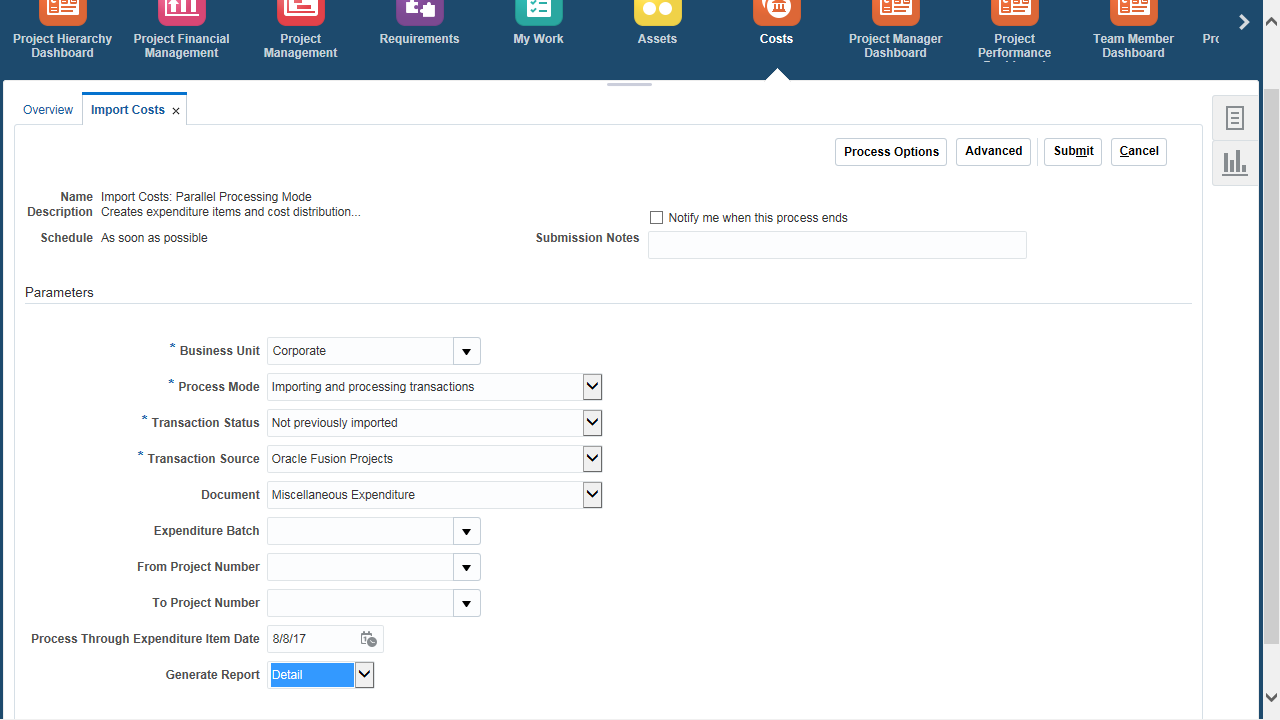 Project Hierarchy Dashboard
Project Financial Management
Project Management
Requirements
My Work
Assets
Costs
Project Manager Dashboard
Project Performance
Team Member Dashboard
Overview
Import Costs
Process Options
Advanced
Submit
Cancel
Name Import Costs: Parallel Processing Mode
Description Creates expenditure items and cost distribution...
Notify me when this process ends
Schedule As soon as possible
Submission Notes
Parameters
* Business Unit Corporate
* Process Mode Importing and processing transactions
* Transaction Status Not previously imported
* Transaction Source Oracle Fusion Projects
Document Miscellaneous Expenditure
Expenditure Batch
From Project Number
To Project Number
Process Through Expenditure Item Date 8/8/17
Generate Report Detail